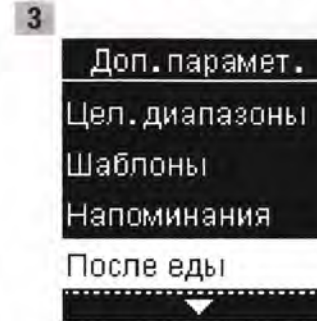 3
Доп.парамет.
Цел.диапазоны
Шаблоны
Напоминания
После еды